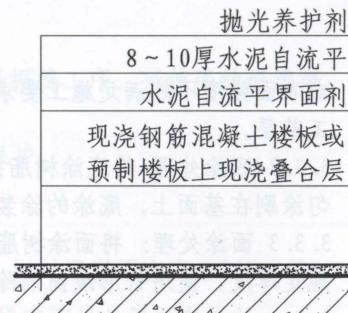 抛光养护剂
8～10厚水泥自流平
水泥自流平界面剂
现浇钢筋混凝土楼板或
预制楼板上现浇叠合层